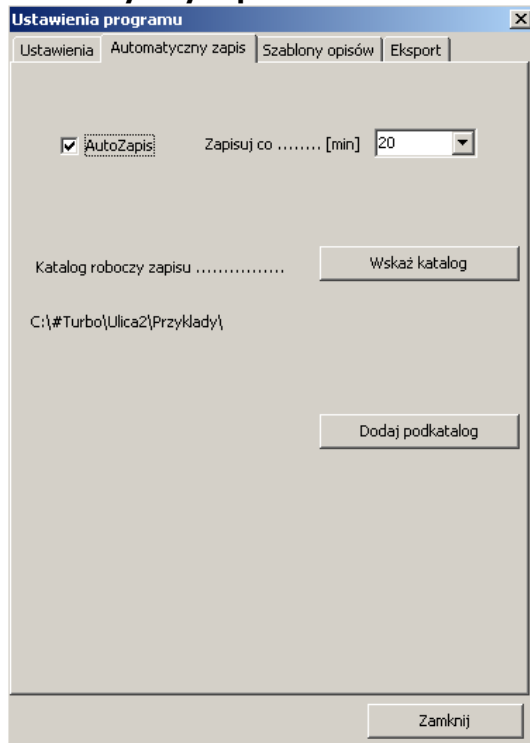 Ustawienia programu
Ustawienia Automatyczny zapis Szablony opisów Eksport
AutoZapis Zapisuj co ........ [min] 20
Katalog roboczy zapisu ................ Wskaż katalog
C:\#Turbo\Ulica2\Przyklady\
Dodaj podkatalog
Zamknij